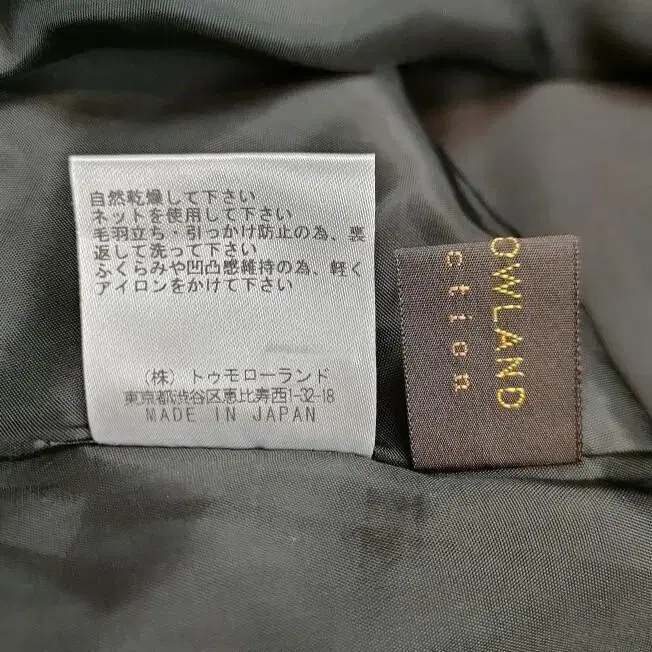 自然乾燥して下さい
ネットを使用して下さい
毛羽立ち・引っかけ防止の為、裏
返して洗って下さい
ふくらみや凹凸感維持の為、軽く
アイロンをかけて下さい
(株) トゥモローランド
東京都渋谷区恵比寿西1-32-18
MADE IN JAPAN
OWLAND
ction